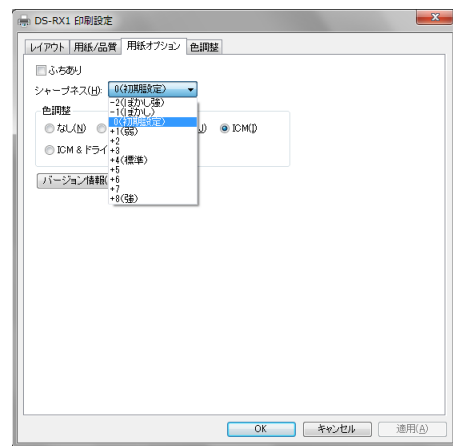 DS-RX1 印刷設定
レイアウト 用紙/品質 用紙オプション 色調整
ふちあり
シャープネス(H): 0(初期設定)
-2(ぼかし強)
-1(ぼかし)
0(初期設定)
+1(弱)
+2
+3
+4(標準)
+5
+6
+7
+8(強)
色調整
なし(N) ICM(I)
ICM & ドライ
バージョン情報(
OK キャンセル 適用(A)